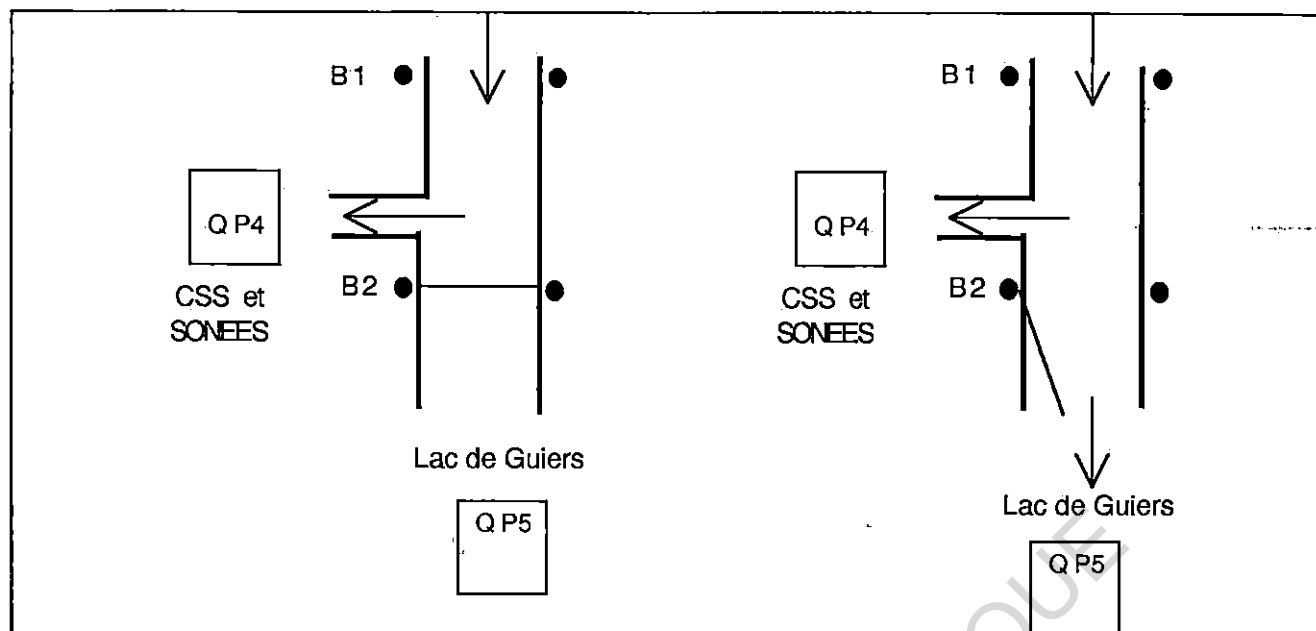 B1
Q P4
CSS et
SONEES
B2
Lac de Guiers
Q P5
B1
Q P4
CSS et
SONEES
B2
Lac de Guiers
Q P5